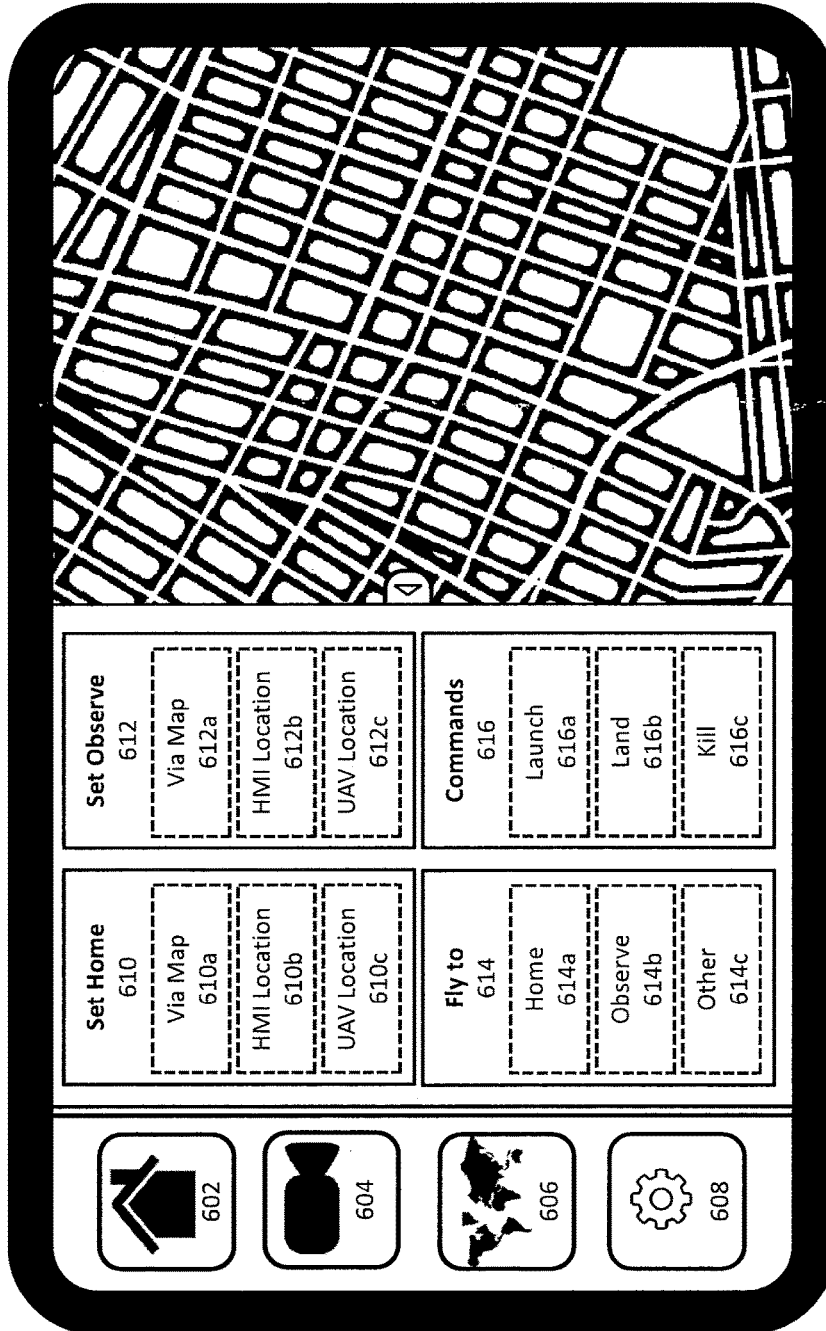 602
604
606
608
Set Home
610
Via Map
610a
HMI Location
610b
UAV Location
610c
Set Observe
612
Via Map
612a
HMI Location
612b
UAV Location
612c
Fly to
614
Home
614a
Observe
614b
Other
614c
Commands
616
Launch
616a
Land
616b
Kill
616c